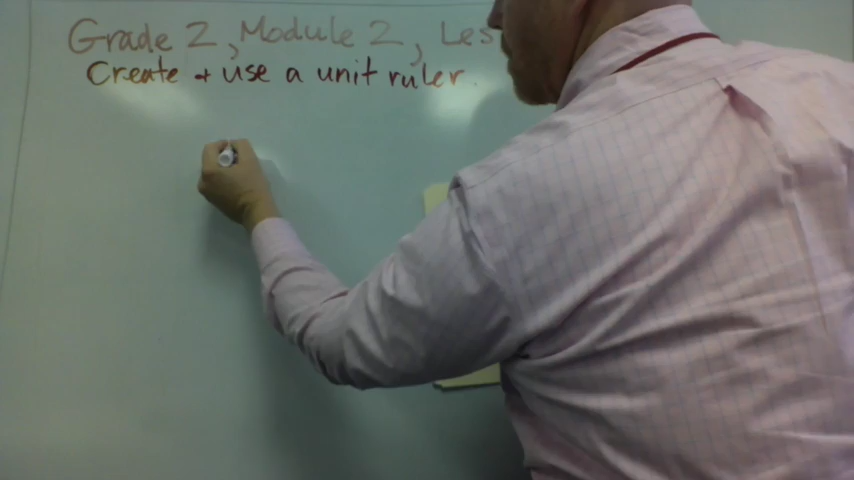 Grade 2, Module 2, Les
Create + use a unit ruler.